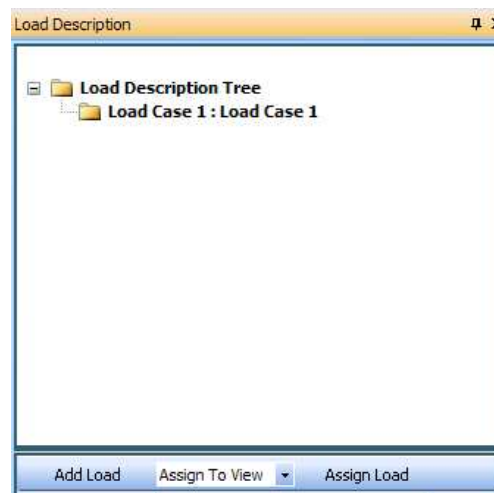 Load Description
Load Description Tree
Load Case 1 : Load Case 1
Add Load Assign To View Assign Load